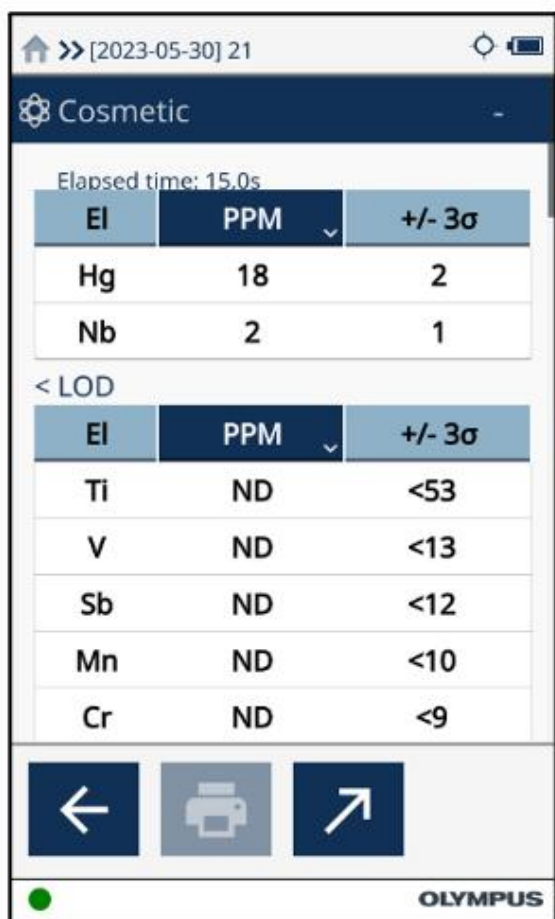 >> [2023-05-30] 21
Cosmetic -
Elapsed time: 15.0s
El PPM +/- 3σ
Hg 18 2
Nb 2 1
< LOD
El PPM +/- 3σ
Ti ND <53
V ND <13
Sb ND <12
Mn ND <10
Cr ND <9
OLYMPUS